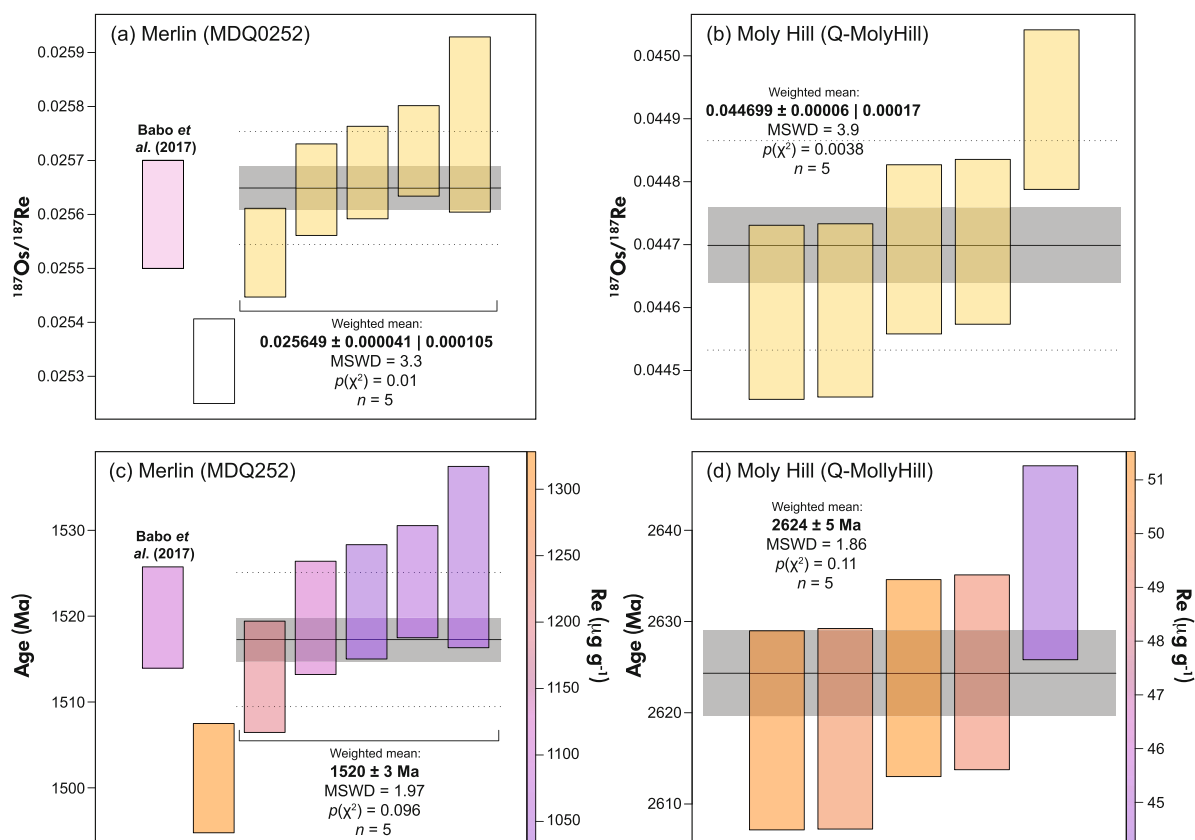 (a) Merlin (MDQ0252)
0.0259
0.0258
0.0257
0.0256
0.0255
0.0254
0.0253
187Os/187Re
Babo et
al. (2017)
Weighted mean:
0.025649 ± 0.000041 | 0.000105
MSWD = 3.3
p(χ2) = 0.01
n = 5
(b) Moly Hill (Q-MolyHill)
0.0450
0.0449
0.0448
0.0447
0.0446
0.0445
187Os/187Re
Weighted mean:
0.044699 ± 0.00006 | 0.00017
MSWD = 3.9
p(χ2) = 0.0038
n = 5
(c) Merlin (MDQ252)
1530
1520
1510
1500
Age (Ma)
Babo et
al. (2017)
Weighted mean:
1520 ± 3 Ma
MSWD = 1.97
p(χ2) = 0.096
n = 5
1300
1250
1200
1150
1100
1050
Re (μg g-1)
(d) Moly Hill (Q-MollyHill)
2640
2630
2620
2610
Age (Ma)
Weighted mean:
2624 ± 5 Ma
MSWD = 1.86
p(χ2) = 0.11
n = 5
51
50
49
48
47
46
45
Re (μg g-1)